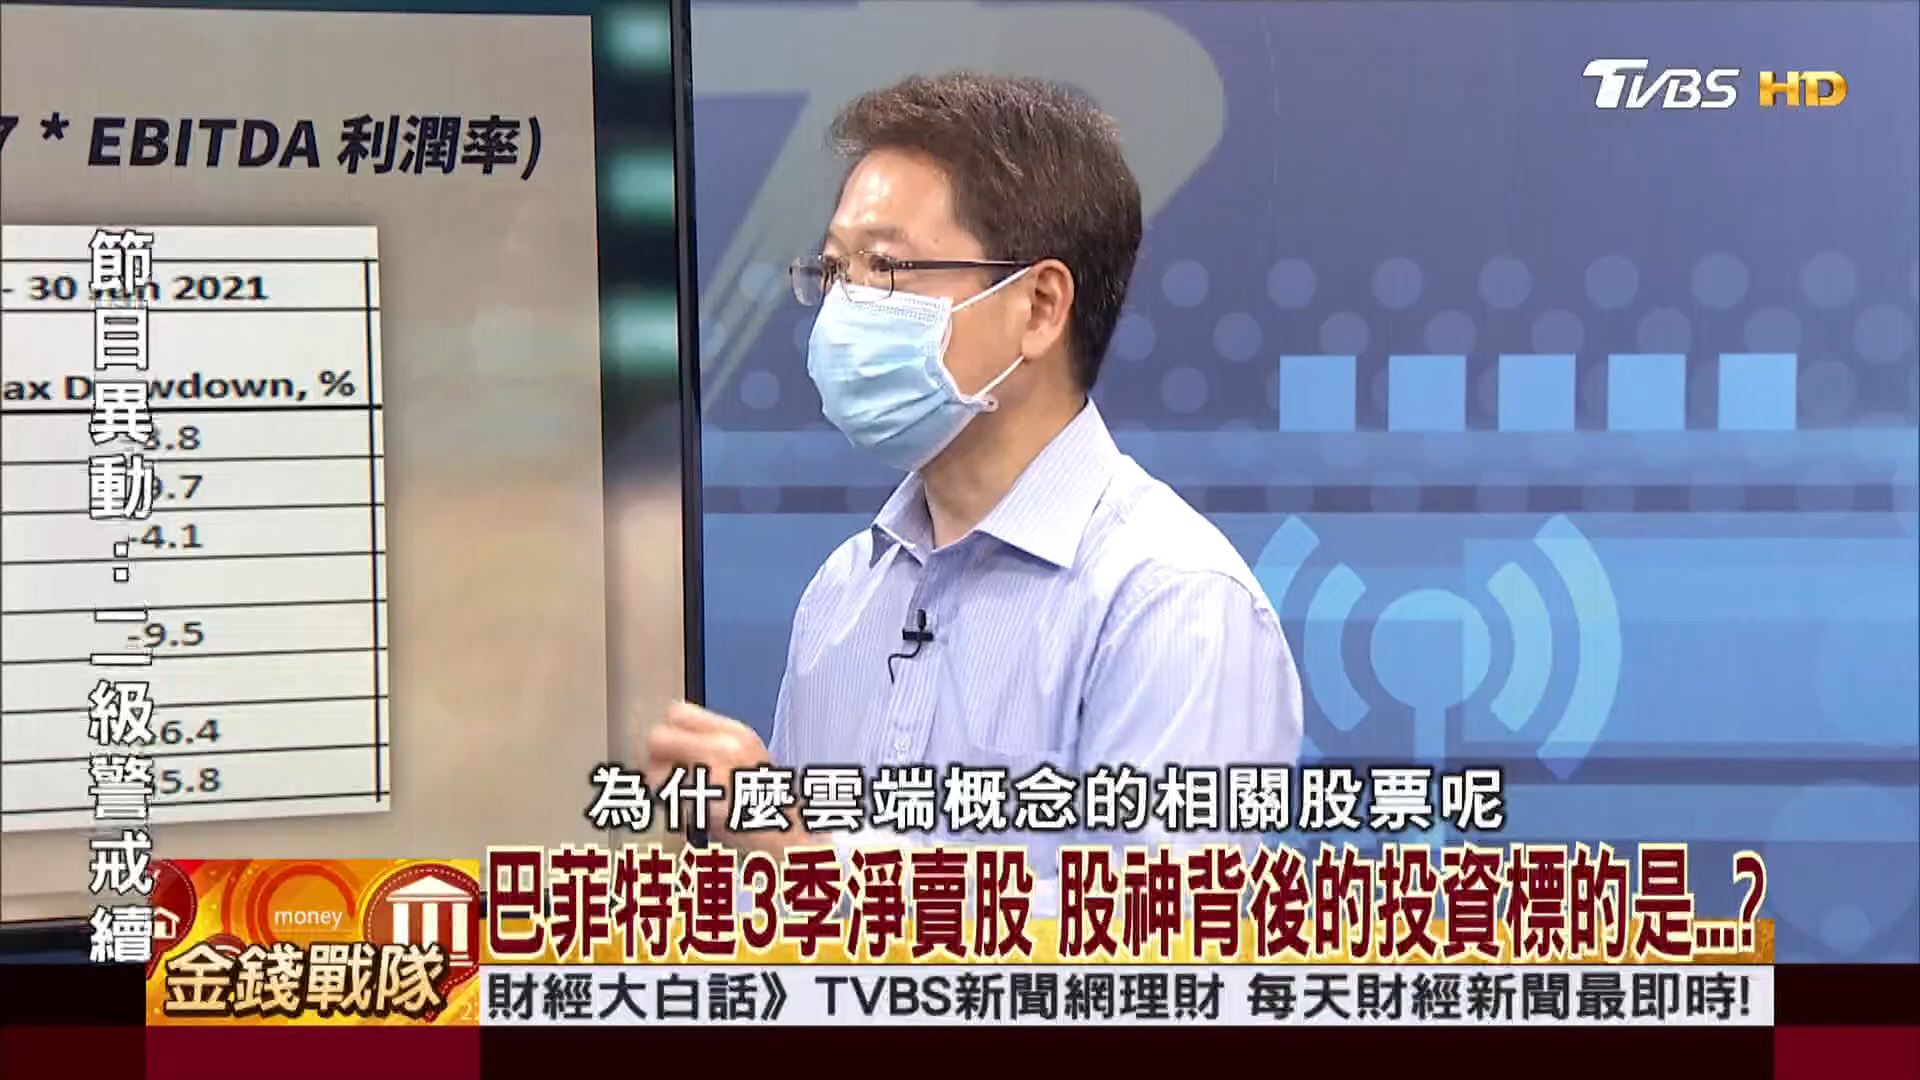 TVBS HD
7 * EBITDA 利潤率)
- 30 Jun 2021
ax Drawdown, %
-4.1
-9.5
節目異動:二級警戒續
為什麼雲端概念的相關股票呢
巴菲特連3季淨賣股 股神背後的投資標的是...?
money
金錢戰隊
財經大白話》TVBS新聞網理財 每天財經新聞最即時!